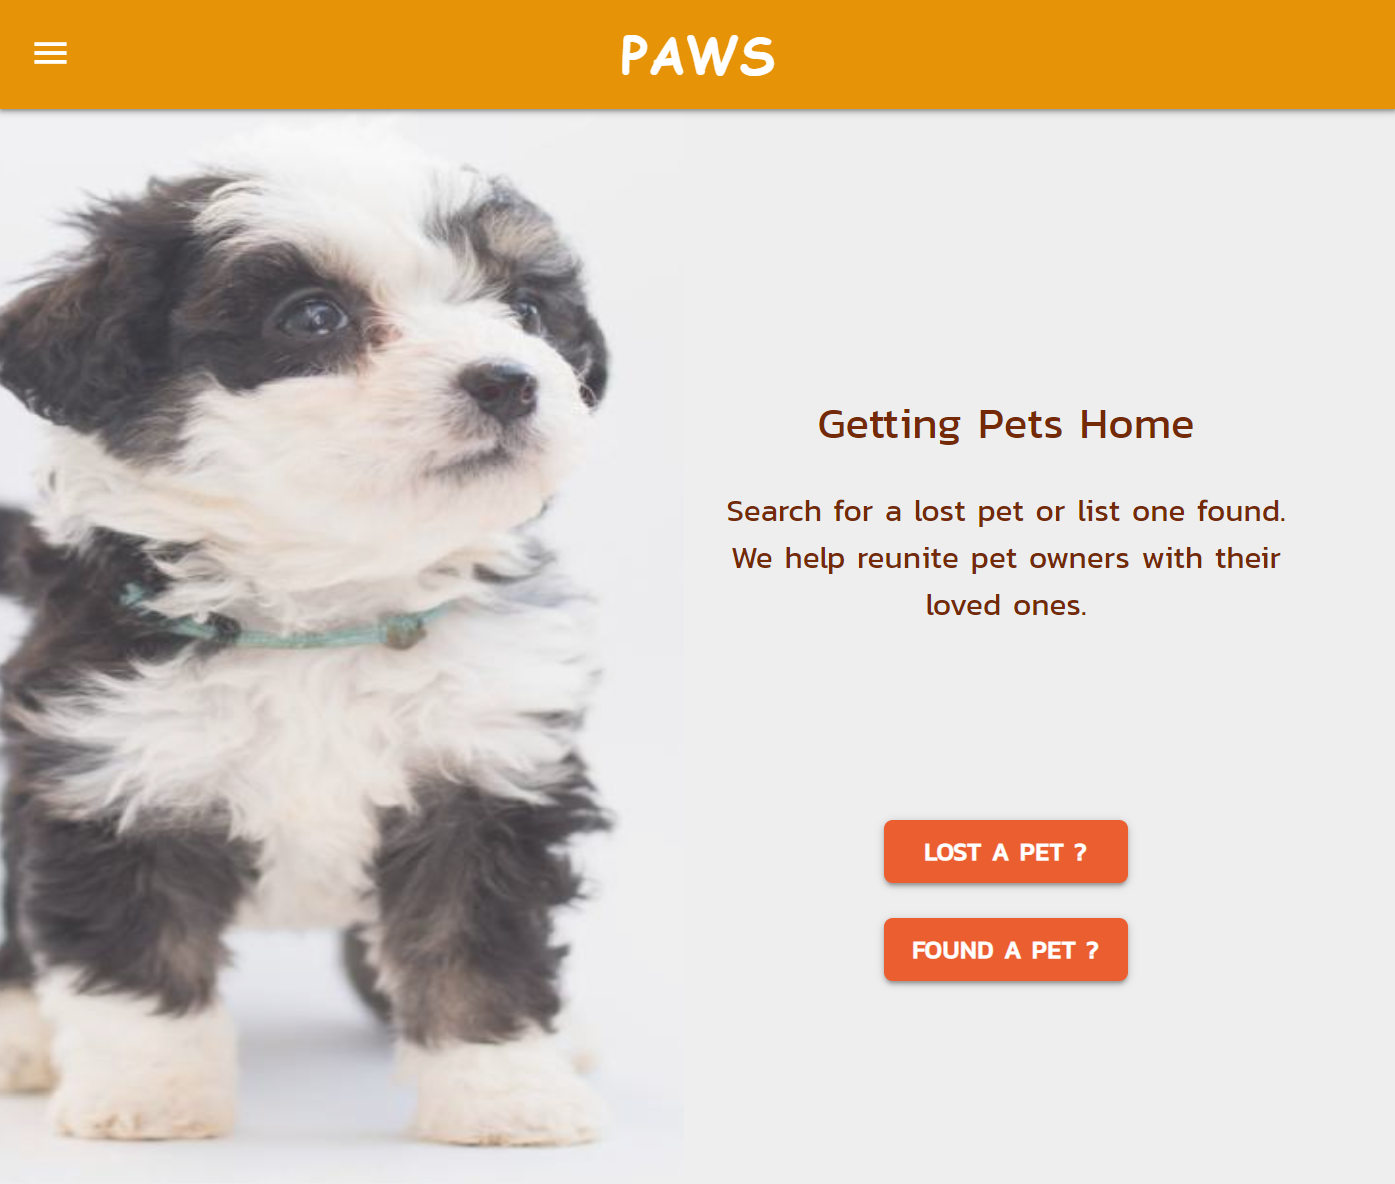 PAWS
Getting Pets Home
Search for a lost pet or list one found.
We help reunite pet owners with their
loved ones.
LOST A PET ?
FOUND A PET ?